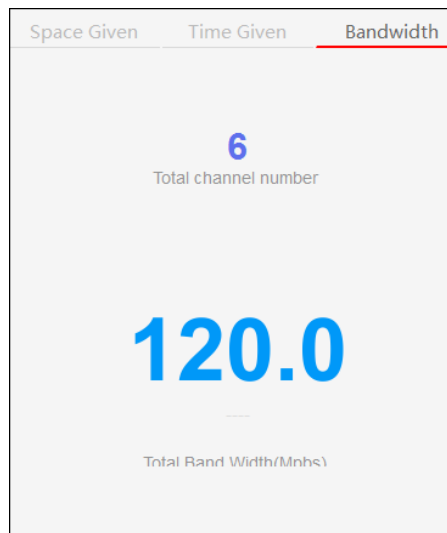 Space Given Time Given Bandwidth
6
Total channel number
120.0
Total Band Width(Mpbs)